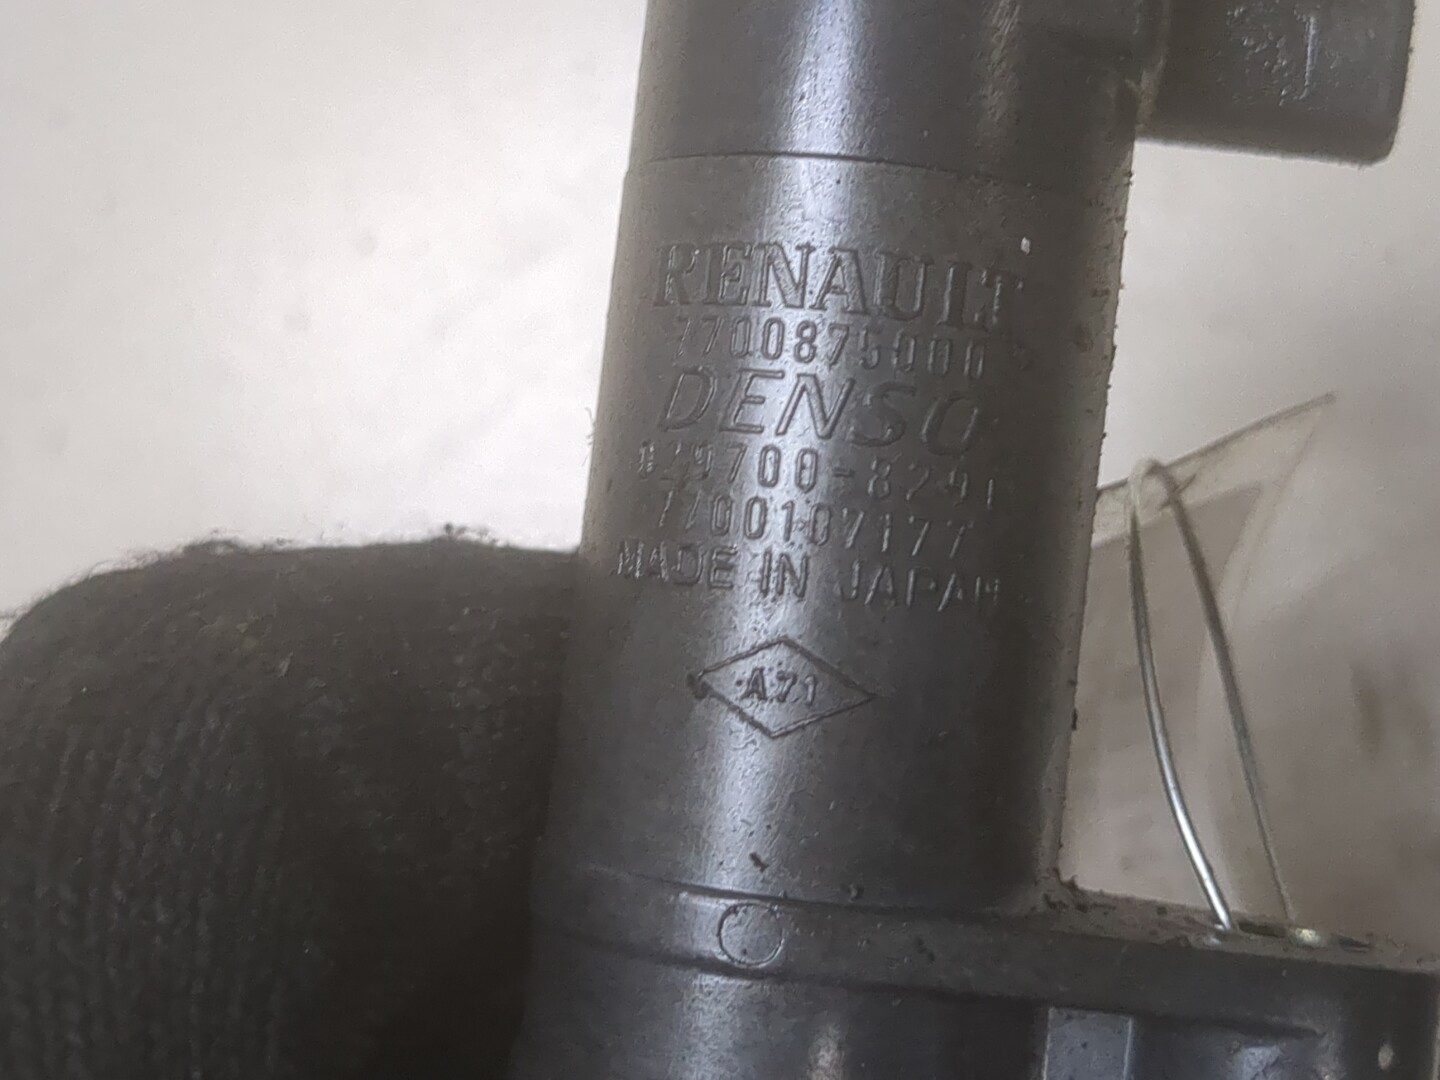 RENAULT
7700875000
DENSO
029700-8291
7700107177
MADE IN JAPAN
A71